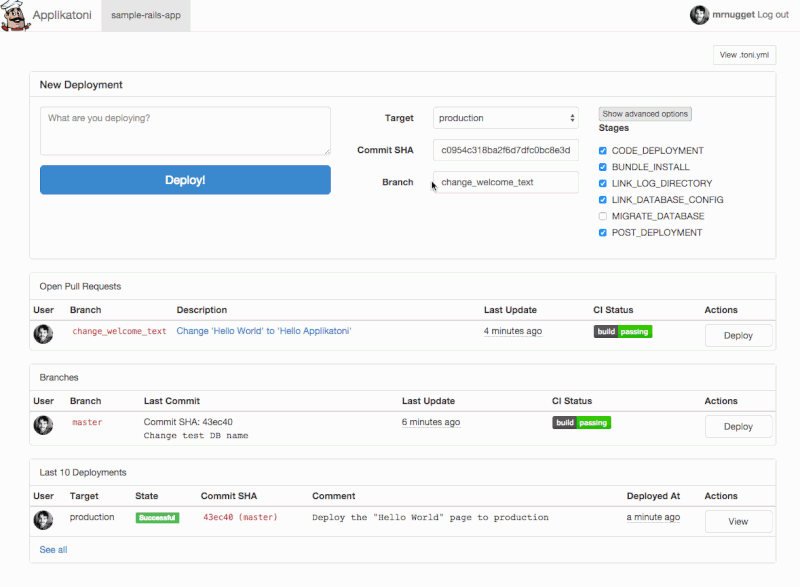 Applikatoni sample-rails-app mrnugget Log out
View .toni.yml
New Deployment
What are you deploying?
Deploy!
Target production
Commit SHA c0954c318ba2f6d7dfc0bc8e3d
Branch change_welcome_text
Show advanced options
Stages
CODE_DEPLOYMENT
BUNDLE_INSTALL
LINK_LOG_DIRECTORY
LINK_DATABASE_CONFIG
MIGRATE_DATABASE
POST_DEPLOYMENT
Open Pull Requests
User Branch Description Last Update CI Status Actions
change_welcome_text Change 'Hello World' to 'Hello Applikatoni' 4 minutes ago build passing Deploy
Branches
User Branch Last Commit Last Update CI Status Actions
master Commit SHA: 43ec40 6 minutes ago build passing Deploy
Change test DB name
Last 10 Deployments
User Target State Commit SHA Comment Deployed At Actions
production Successful 43ec40 (master) Deploy the "Hello World" page to production a minute ago View
See all